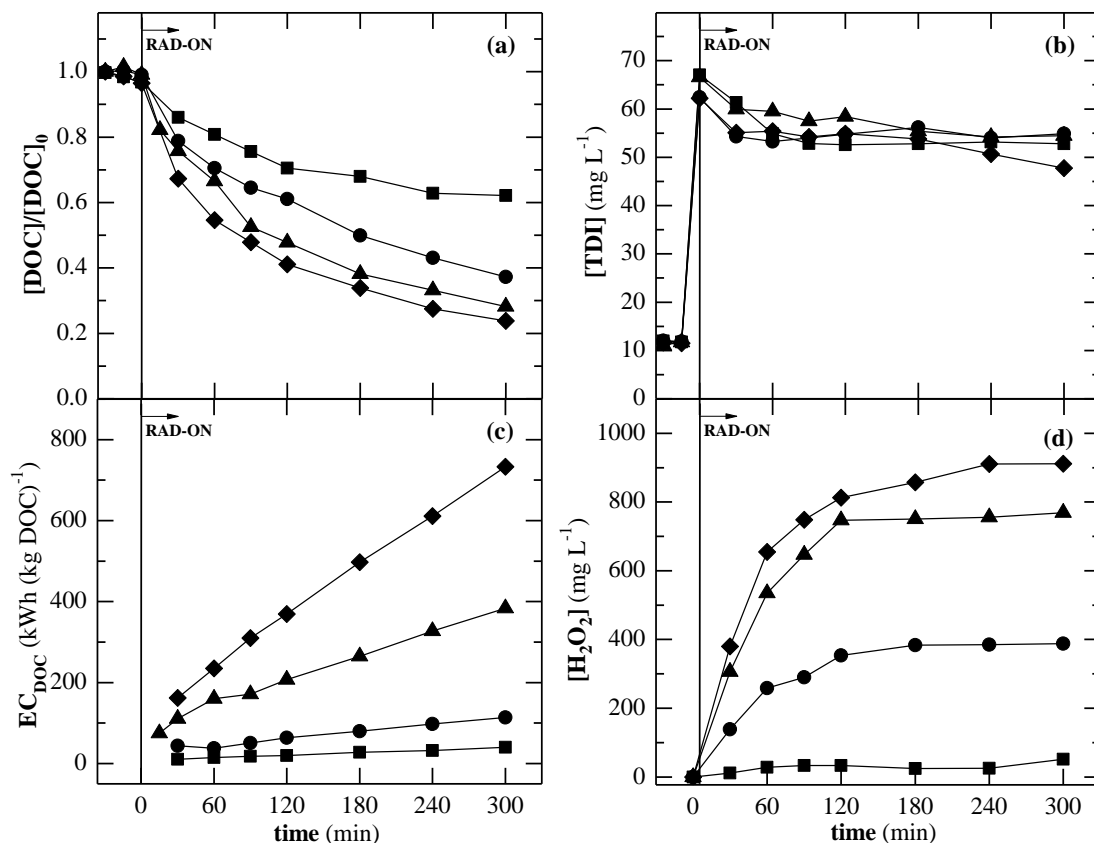 RAD-ON
(a)
1.0
0.8
0.6
0.4
0.2
0.0
[DOC]/[DOC]0
RAD-ON
(b)
70
60
50
40
30
20
10
0
[TDI] (mg L-1)
RAD-ON
(c)
800
600
400
200
0
ECDOC (kWh (kg DOC)-1)
0 60 120 180 240 300
time (min)
RAD-ON
(d)
1000
800
600
400
200
0
[H2O2] (mg L-1)
0 60 120 180 240 300
time (min)